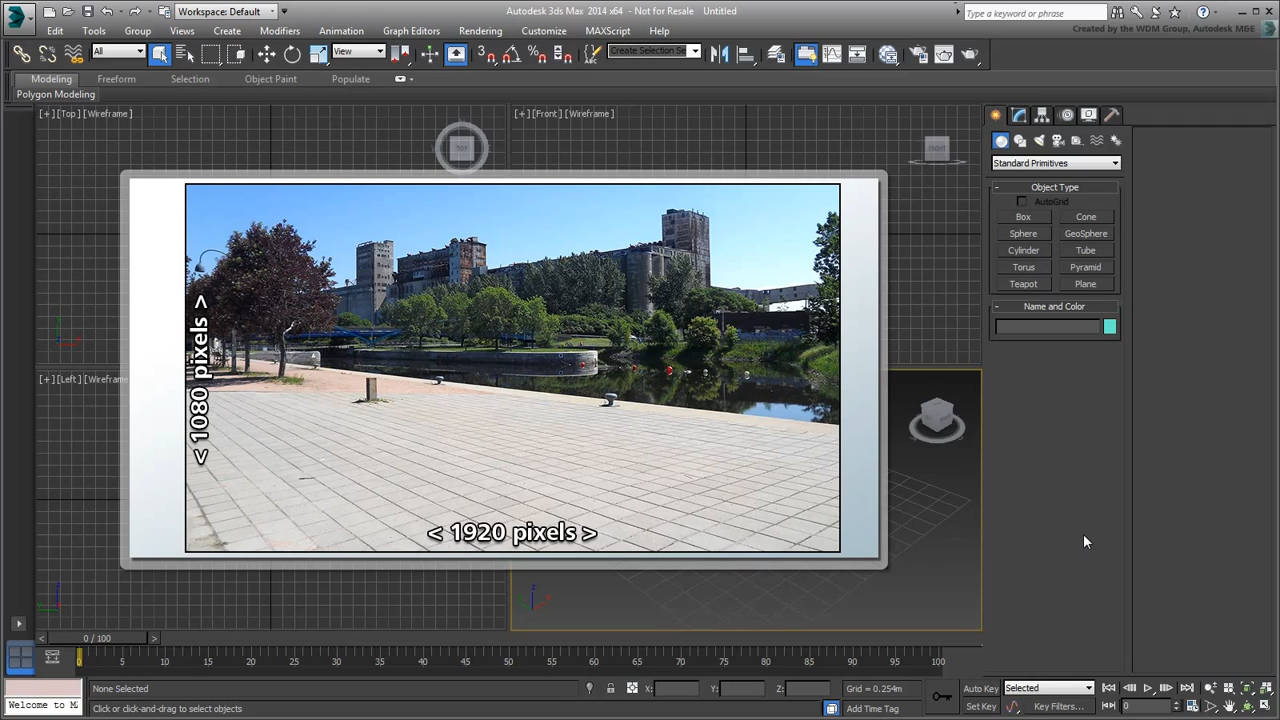 Workspace: Default
Autodesk 3ds Max 2014 x64 - Not for Resale Untitled
Type a keyword or phrase
Edit Tools Group Views Create Modifiers Animation Graph Editors Rendering Customize MAXScript Help
Created by the WDM Group, Autodesk M&E
All
View
Create Selection Se
Modeling Freeform Selection Object Paint Populate
Polygon Modeling
[+] [Top] [Wireframe]
TOP
[+] [Front] [Wireframe]
FRONT
Standard Primitives
- Object Type
AutoGrid
Box Cone
Sphere GeoSphere
Cylinder Tube
Torus Pyramid
Teapot Plane
- Name and Color
< 1080 pixels >
< 1920 pixels >
[+] [Left] [Wireframe
< 0 / 100 >
0 5 10 15 20 25 30 35 40 45 50 55 60 65 70 75 80 85 90 95 100
None Selected
X: Y: Z:
Grid = 0.254m
Auto Key
Selected
Welcome to M
Click or click-and-drag to select objects
Add Time Tag
Set Key
Key Filters...
0